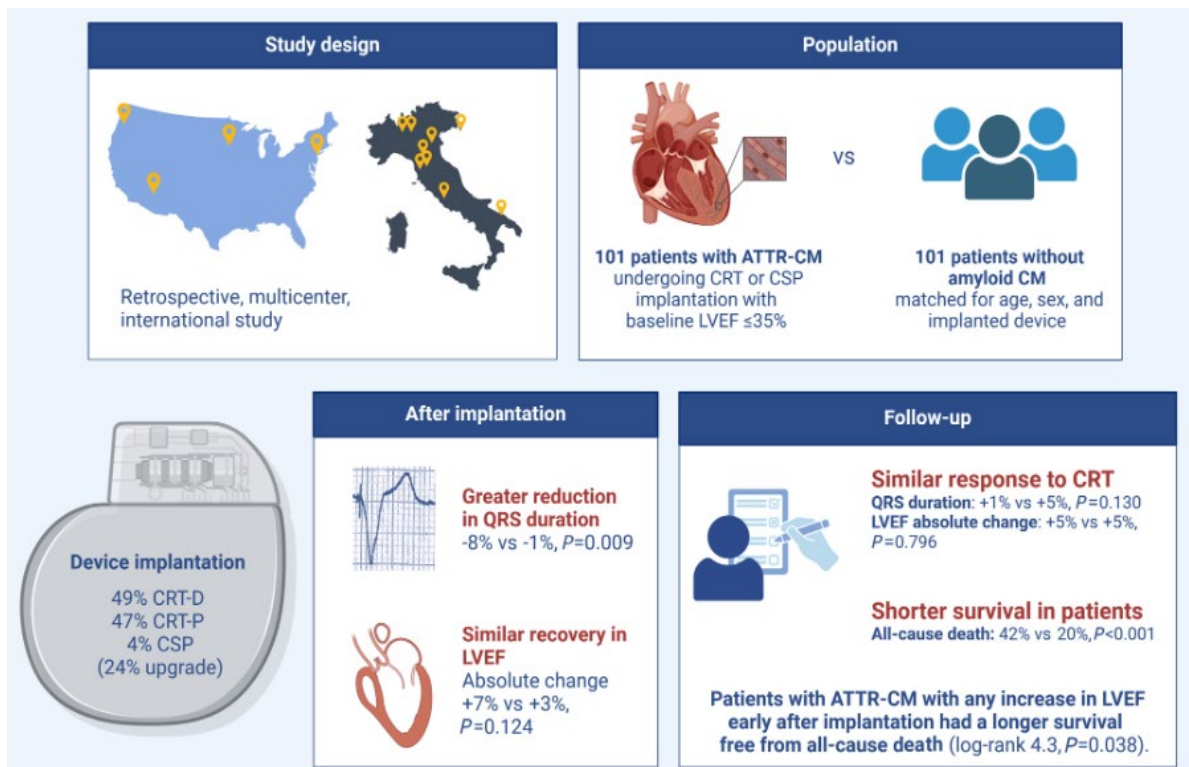 Study design
Retrospective, multicenter,
international study
Population
VS
101 patients with ATTR-CM
undergoing CRT or CSP
implantation with
baseline LVEF ≤35%
101 patients without
amyloid CM
matched for age, sex, and
implanted device
Device implantation
49% CRT-D
47% CRT-P
4% CSP
(24% upgrade)
After implantation
Greater reduction
in QRS duration
-8% vs -1%, P=0.009
Similar recovery in
LVEF
Absolute change
+7% vs +3%,
P=0.124
Follow-up
Similar response to CRT
QRS duration: +1% vs +5%, P=0.130
LVEF absolute change: +5% vs +5%,
P=0.796
Shorter survival in patients
All-cause death: 42% vs 20%, P<0.001
Patients with ATTR-CM with any increase in LVEF
early after implantation had a longer survival
free from all-cause death (log-rank 4.3, P=0.038).